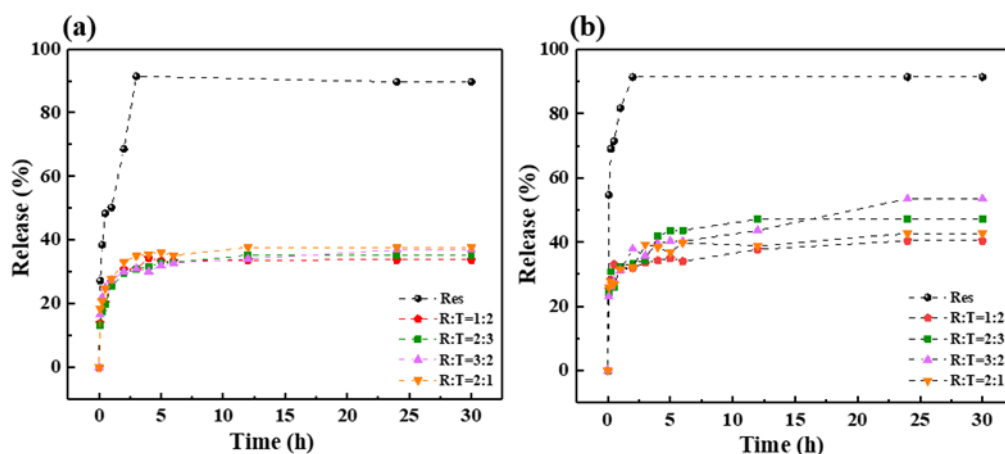 (a)
Release (%)
100
80
60
40
20
0
Res
R:T=1:2
R:T=2:3
R:T=3:2
R:T=2:1
0 5 10 15 20 25 30
Time (h)
(b)
Release (%)
100
80
60
40
20
0
Res
R:T=1:2
R:T=2:3
R:T=3:2
R:T=2:1
0 5 10 15 20 25 30
Time (h)